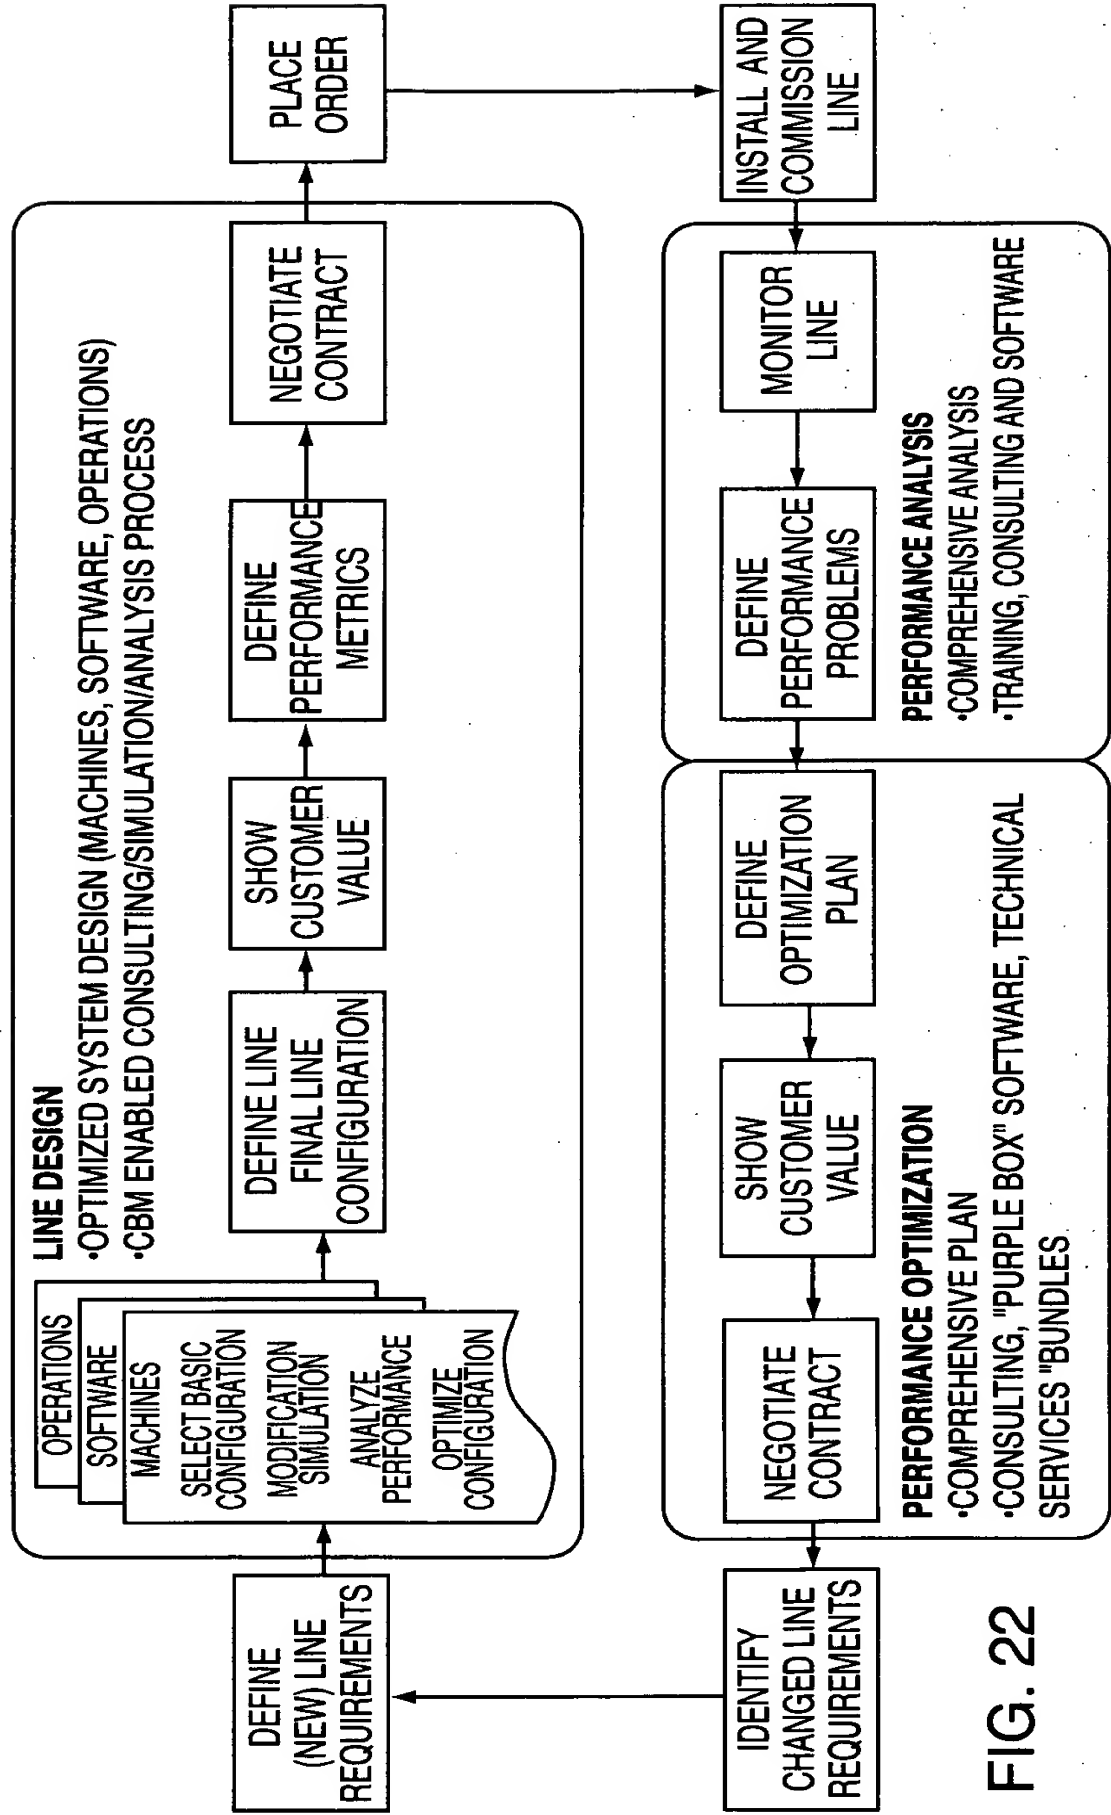 LINE DESIGN
•OPTIMIZED SYSTEM DESIGN (MACHINES, SOFTWARE, OPERATIONS)
•CBM ENABLED CONSULTING/SIMULATION/ANALYSIS PROCESS
DEFINE
(NEW) LINE
REQUIREMENTS
OPERATIONS
SOFTWARE
MACHINES
SELECT BASIC
CONFIGURATION
MODIFICATION
SIMULATION
ANALYZE
PERFORMANCE
OPTIMIZE
CONFIGURATION
DEFINE LINE
FINAL LINE
CONFIGURATION
SHOW
CUSTOMER
VALUE
DEFINE
PERFORMANCE
METRICS
NEGOTIATE
CONTRACT
PLACE
ORDER
INSTALL AND
COMMISSION
LINE
MONITOR
LINE
DEFINE
PERFORMANCE
PROBLEMS
PERFORMANCE ANALYSIS
•COMPREHENSIVE ANALYSIS
•TRAINING, CONSULTING AND SOFTWARE
DEFINE
OPTIMIZATION
PLAN
SHOW
CUSTOMER
VALUE
NEGOTIATE
CONTRACT
PERFORMANCE OPTIMIZATION
•COMPREHENSIVE PLAN
•CONSULTING, "PURPLE BOX" SOFTWARE, TECHNICAL
SERVICES "BUNDLES
IDENTIFY
CHANGED LINE
REQUIREMENTS
FIG. 22